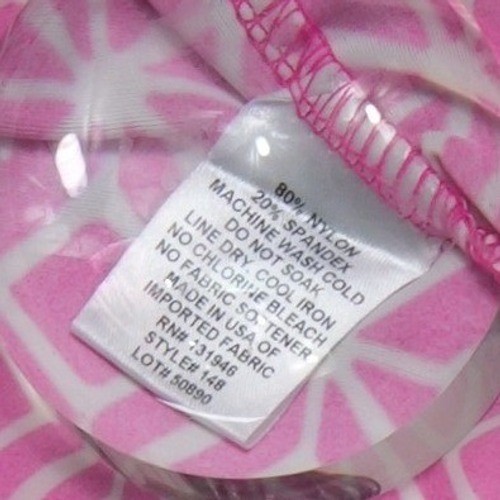 80% NYLON
20% SPANDEX
MACHINE WASH COLD
DO NOT SOAK
LINE DRY, COOL IRON
NO CHLORINE BLEACH
NO FABRIC SOFTENER
MADE IN USA OF
IMPORTED FABRIC
RN# 131946
STYLE# 148
LOT# 50890